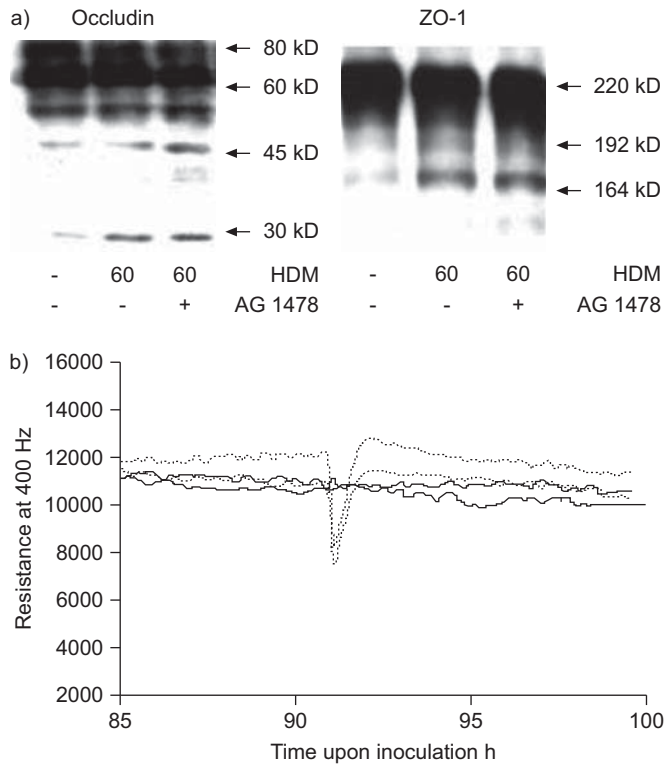 a) Occludin ZO-1
80 kD
60 kD
45 kD
30 kD
220 kD
192 kD
164 kD
- 60 60 HDM
- - + AG 1478
- 60 60 HDM
- - + AG 1478
b)
Resistance at 400 Hz
16000
14000
12000
10000
8000
6000
4000
2000
85 90 95 100
Time upon inoculation h